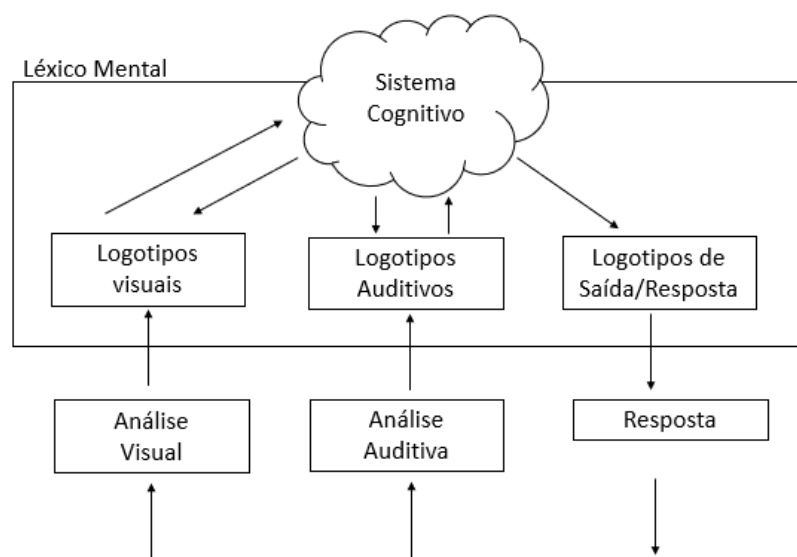 Léxico Mental
Sistema
Cognitivo
Logotipos
visuais
Logotipos
Auditivos
Logotipos de
Saída/Resposta
Análise
Visual
Análise
Auditiva
Resposta